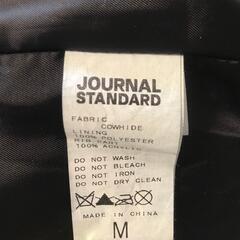 JOURNAL
STANDARD
FABRIC
COWHIDE
LINING
100% POLYESTER
RIB PART
100% ACRYLIC
DO NOT WASH
DO NOT BLEACH
DO NOT IRON
DO NOT DRY CLEAN
MADE IN CHINA
M